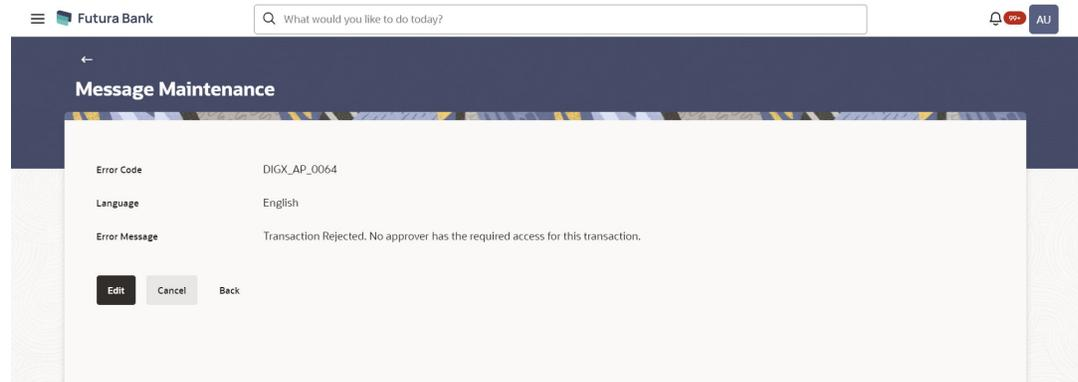 Futura Bank
What would you like to do today?
99+
AU
Message Maintenance
Error Code DIGX_AP_0064
Language English
Error Message Transaction Rejected. No approver has the required access for this transaction.
Edit Cancel Back